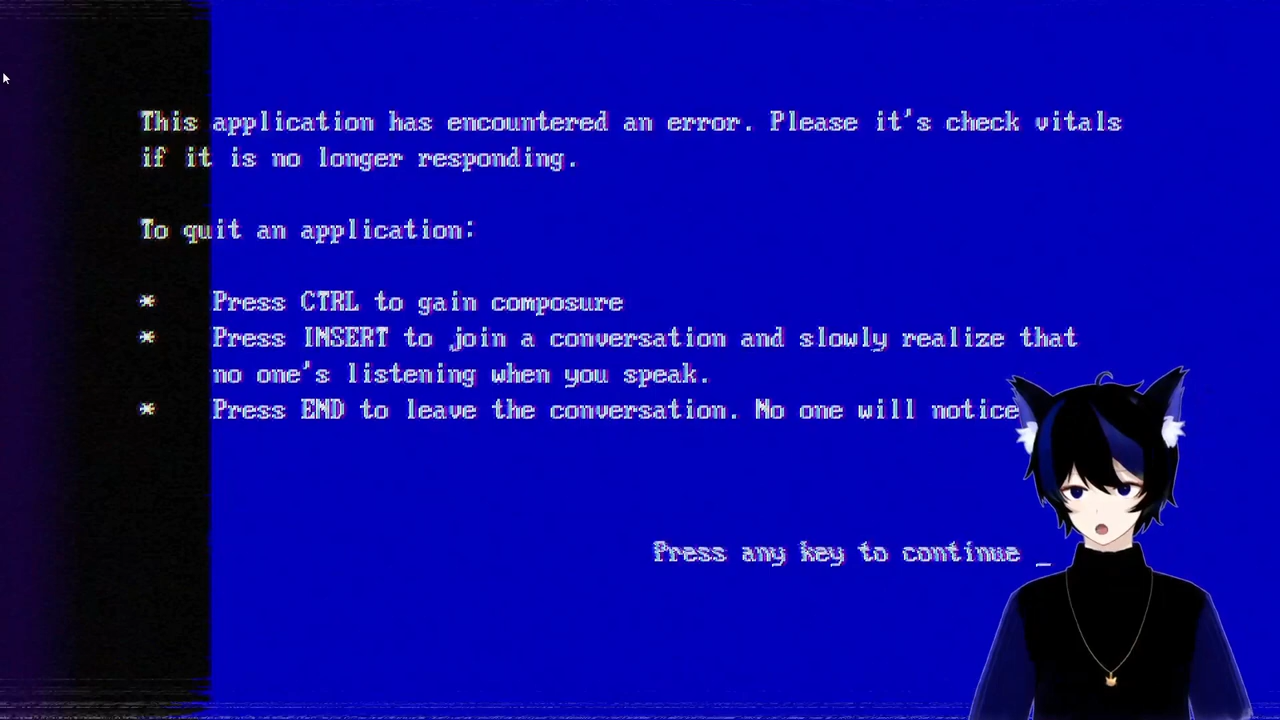 This application has encountered an error. Please it's check vitals
if it is no longer responding.
To quit an application:
* Press CTRL to gain composure
* Press INSERT to join a conversation and slowly realize that
no one's listening when you speak.
* Press END to leave the conversation. No one will notice
Press any key to continue _